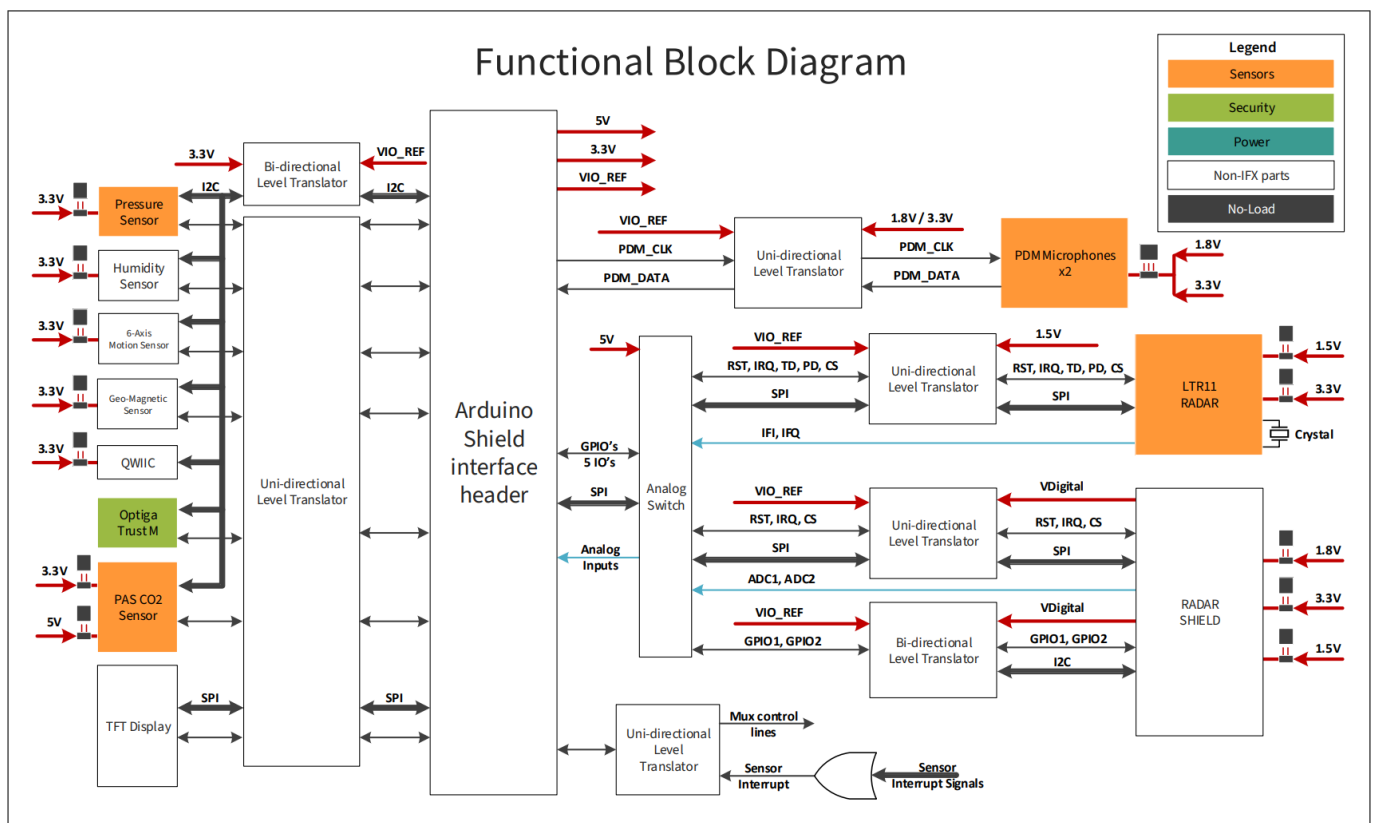 Functional Block Diagram
Legend
Sensors
Security
Power
Non-IFX parts
No-Load
3.3V
Bi-directional
Level Translator
VIO_REF
I2C
I2C
3.3V
Pressure
Sensor
3.3V
Humidity
Sensor
3.3V
6-Axis
Motion Sensor
3.3V
Geo-Magnetic
Sensor
3.3V
QWIIC
Optiga
Trust M
3.3V
5V
PAS CO2
Sensor
TFT Display
SPI
Uni-directional
Level Translator
SPI
Arduino
Shield
interface
header
5V
3.3V
VIO_REF
VIO_REF
PDM_CLK
PDM_DATA
Uni-directional
Level Translator
1.8V / 3.3V
PDM_CLK
PDM_DATA
PDM Microphones
x2
1.8V
3.3V
5V
GPIO's
5 IO's
SPI
Analog
Inputs
Analog
Switch
VIO_REF
RST, IRQ, TD, PD, CS
SPI
Uni-directional
Level Translator
1.5V
RST, IRQ, TD, PD, CS
SPI
IFI, IFQ
LTR11
RADAR
1.5V
3.3V
Crystal
VIO_REF
RST, IRQ, CS
SPI
Uni-directional
Level Translator
VDigital
RST, IRQ, CS
SPI
ADC1, ADC2
VIO_REF
GPIO1, GPIO2
Bi-directional
Level Translator
VDigital
GPIO1, GPIO2
I2C
RADAR
SHIELD
1.8V
3.3V
1.5V
Uni-directional
Level
Translator
Mux control
lines
Sensor
Interrupt
Sensor
Interrupt Signals